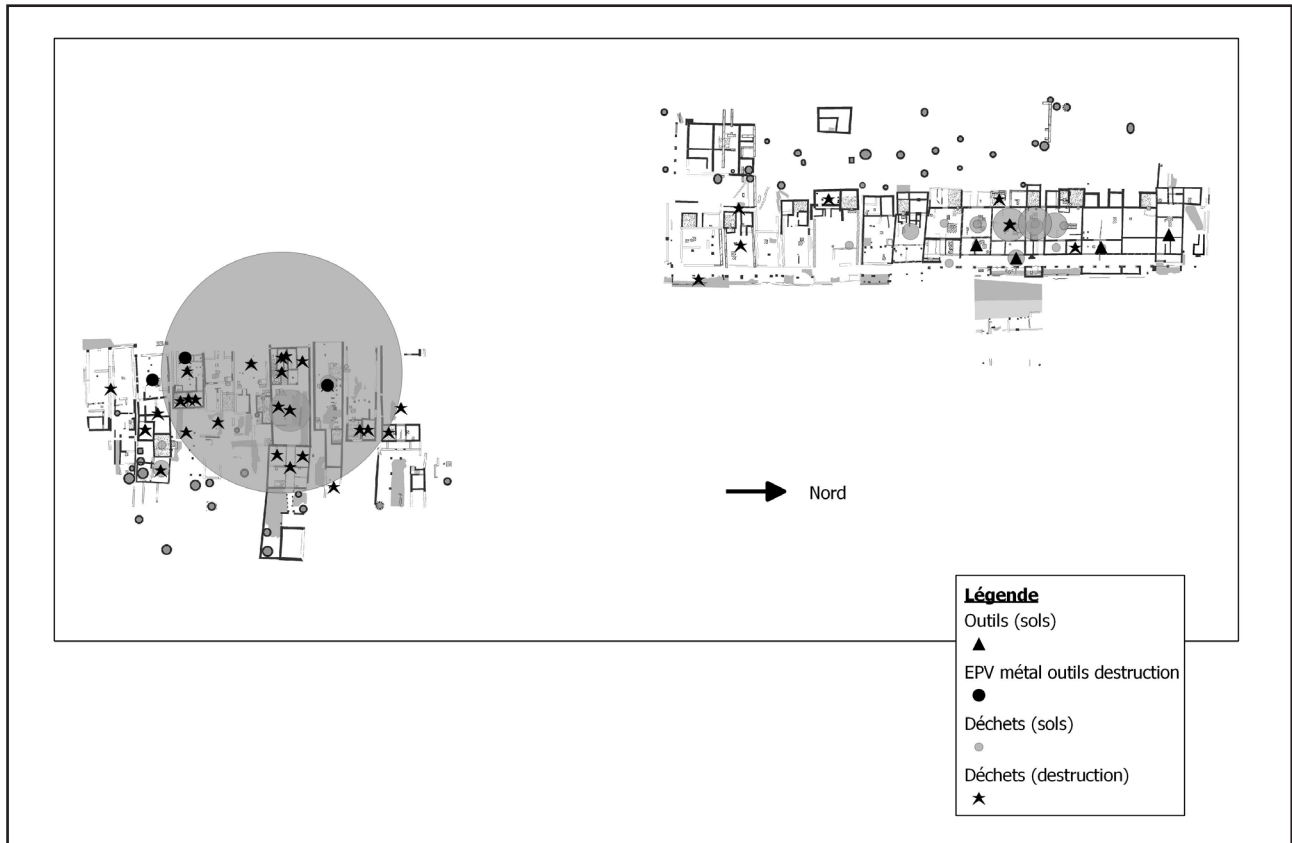 Nord
Légende
Outils (sols)
EPV métal outils destruction
Déchets (sols)
Déchets (destruction)